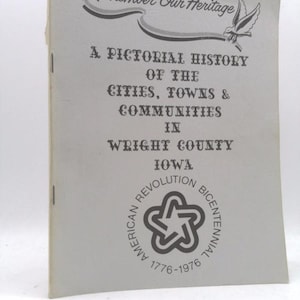 Our Heritage
A PICTORIAL HISTORY
OF THE
CITIES, TOWNS &
COMMUNITIES
IN
WRIGHT COUNTY
IOWA
AMERICAN REVOLUTION BICENTENNIAL
1776-1976